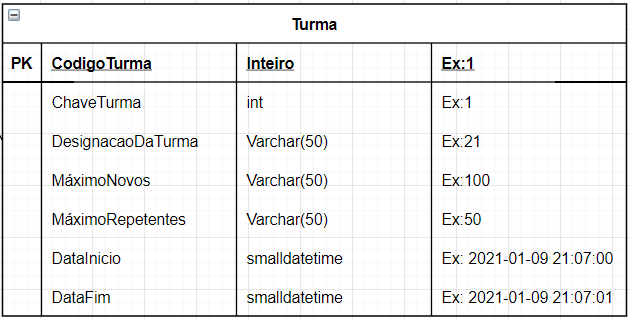 Turma
PK CodigoTurma Inteiro Ex:1
ChaveTurma int Ex:1
DesignacaoDaTurma Varchar(50) Ex:21
MáximoNovos Varchar(50) Ex:100
MáximoRepetentes Varchar(50) Ex:50
DataInicio smalldatetime Ex: 2021-01-09 21:07:00
DataFim smalldatetime Ex: 2021-01-09 21:07:01